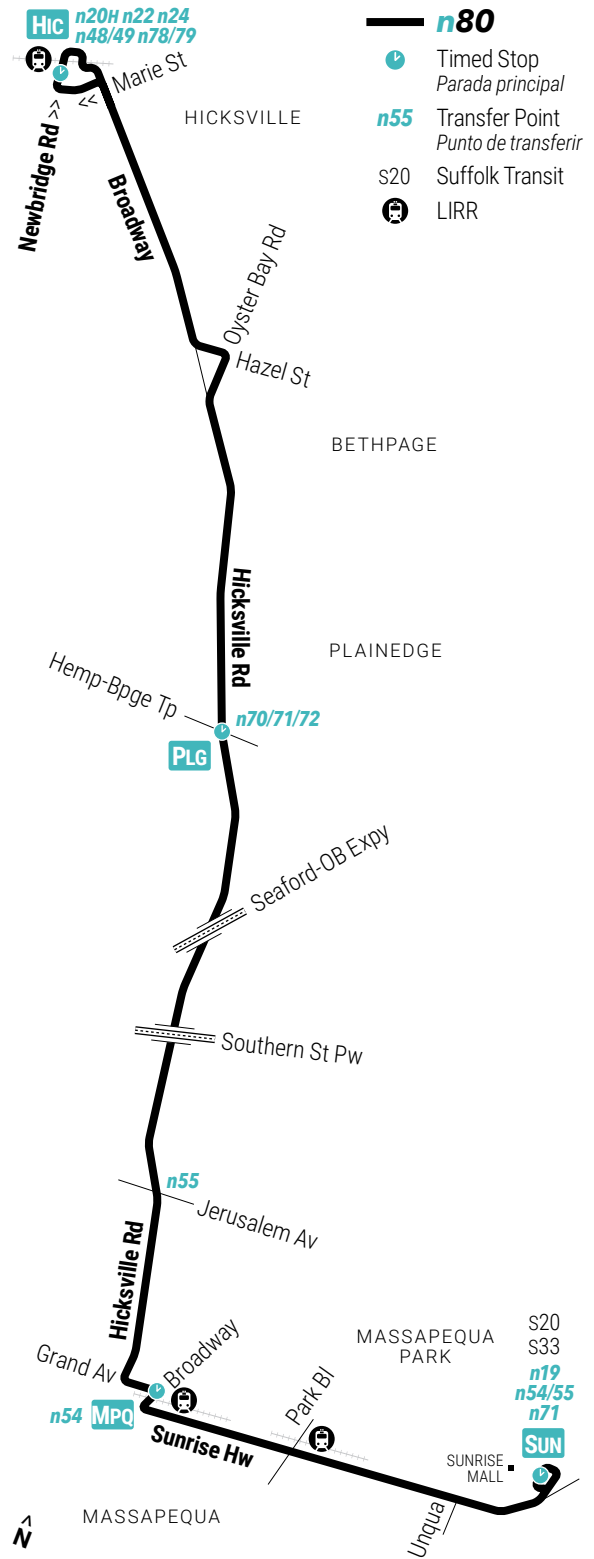 HIC
n20H n22 n24
n48/49 n78/79
Marie St
<<
Newbridge Rd >>
Broadway
HICKSVILLE
n80
Timed Stop
Parada principal
n55
Transfer Point
Punto de transferir
S20
Suffolk Transit
LIRR
Oyster Bay Rd
Hazel St
BETHPAGE
Hicksville Rd
PLAINEDGE
Hemp-Bpge Tp
n70/71/72
PLG
Seaford-OB Expy
Southern St Pw
n55
Jerusalem Av
Hicksville Rd
Grand Av
Broadway
n54
MPQ
Sunrise Hw
Park Bl
MASSAPEQUA
PARK
S20
S33
n19
n54/55
n71
SUN
SUNRISE
MALL
Unqua
MASSAPEQUA
N